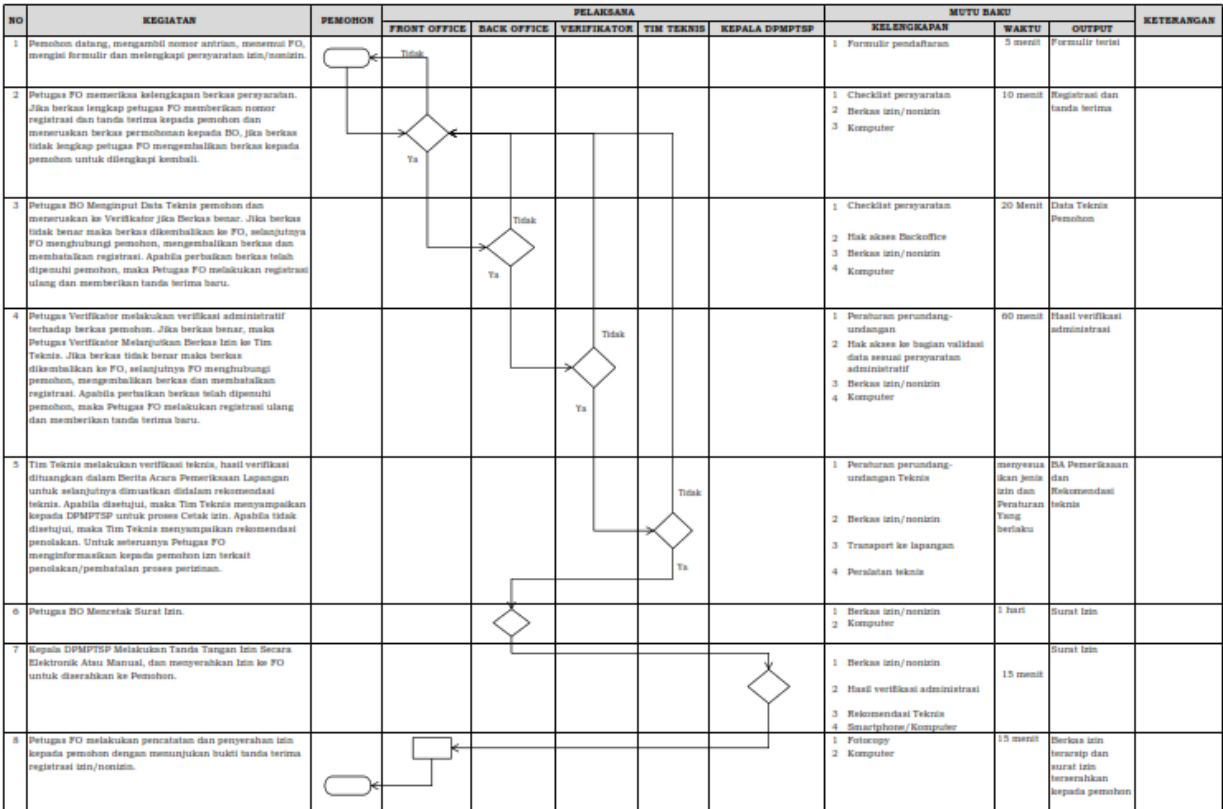 NO KEGIATAN PEMOHON PELAKSANA MUTU BAKU KETERANGAN
FRONT OFFICE BACK OFFICE VERIFIKATOR TIM TEKNIS KEPALA DPMPTSP KELENGKAPAN WAKTU OUTPUT
1 Pemohon datang, mengambil nomor antrian, menemui FO,
mengisi formulir dan melengkapi persyaratan izin/nonizin.
Tidak
1 Formulir pendaftaran
5 menit
Formulir terisi
2 Petugas FO memeriksa kelengkapan berkas persyaratan.
Jika berkas lengkap petugas FO memberikan nomor
registrasi dan tanda terima kepada pemohon dan
meneruskan berkas permohonan kepada BO, jika berkas
tidak lengkap petugas FO mengembalikan berkas kepada
pemohon untuk dilengkapi kembali.
Ya
1 Checklist persyaratan
2 Berkas izin/nonizin
3 Komputer
10 menit
Registrasi dan
tanda terima
3 Petugas BO Menginput Data Teknis pemohon dan
meneruskan ke Verifikator jika Berkas benar. Jika berkas
tidak benar maka berkas dikembalikan ke FO, selanjutnya
FO menghubungi pemohon, mengembalikan berkas dan
membatalkan registrasi. Apabila perbaikan berkas telah
dipenuhi pemohon, maka Petugas FO melakukan registrasi
ulang dan memberikan tanda terima baru.
Tidak
Ya
1 Checklist persyaratan
2 Hak akses Backoffice
3 Berkas izin/nonizin
4 Komputer
20 Menit
Data Teknis
Pemohon
4 Petugas Verifikator melakukan verifikasi administratif
terhadap berkas pemohon. Jika berkas benar, maka
Petugas Verifikator Melanjutkan Berkas Izin ke Tim
Teknis. Jika berkas tidak benar maka berkas
dikembalikan ke FO, selanjutnya FO menghubungi
pemohon, mengembalikan berkas dan membatalkan
registrasi. Apabila perbaikan berkas telah dipenuhi
pemohon, maka Petugas FO melakukan registrasi ulang
dan memberikan tanda terima baru.
Tidak
Ya
1 Peraturan perundang-
undangan
2 Hak akses ke bagian validasi
data sesuai persyaratan
administratif
3 Berkas izin/nonizin
4 Komputer
60 menit
Hasil verifikasi
administrasi
5 Tim Teknis melakukan verifikasi teknis, hasil verifikasi
dituangkan dalam Berita Acara Pemeriksaan Lapangan
untuk selanjutnya dimuatkan didalam rekomendasi
teknis. Apabila disetujui, maka Tim Teknis menyampaikan
kepada DPMPTSP untuk proses Cetak izin. Apabila tidak
disetujui, maka Tim Teknis menyampaikan rekomendasi
penolakan. Untuk seterusnya Petugas FO
menginformasikan kepada pemohon izn terkait
penolakan/pembatalan proses perizinan.
Tidak
Ya
1 Peraturan perundang-
undangan Teknis
2 Berkas izin/nonizin
3 Transport ke lapangan
4 Peralatan teknis
menyesua
ikan jenis
izin dan
Peraturan
Yang
berlaku
BA Pemeriksaan
dan
Rekomendasi
teknis
6 Petugas BO Mencetak Surat Izin.
1 Berkas izin/nonizin
2 Komputer
1 hari
Surat Izin
7 Kepala DPMPTSP Melakukan Tanda Tangan Izin Secara
Elektronik Atau Manual, dan menyerahkan Izin ke FO
untuk diserahkan ke Pemohon.
1 Berkas izin/nonizin
2 Hasil verifikasi administrasi
3 Rekomendasi Teknis
4 Smartphone/Komputer
15 menit
Surat Izin
8 Petugas FO melakukan pencatatan dan penyerahan izin
kepada pemohon dengan menunjukan bukti tanda terima
registrasi izin/nonizin.
1 Fotocopy
2 Komputer
15 menit
Berkas izin
terarsip dan
surat izin
terserahkan
kepada pemohon